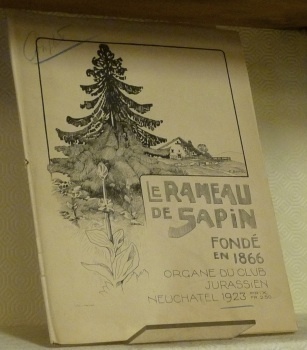 LE RAMEAU
DE SAPIN
FONDÉ
EN 1866
ORGANE DU CLUB
JURASSIEN
NEUCHATEL 1923